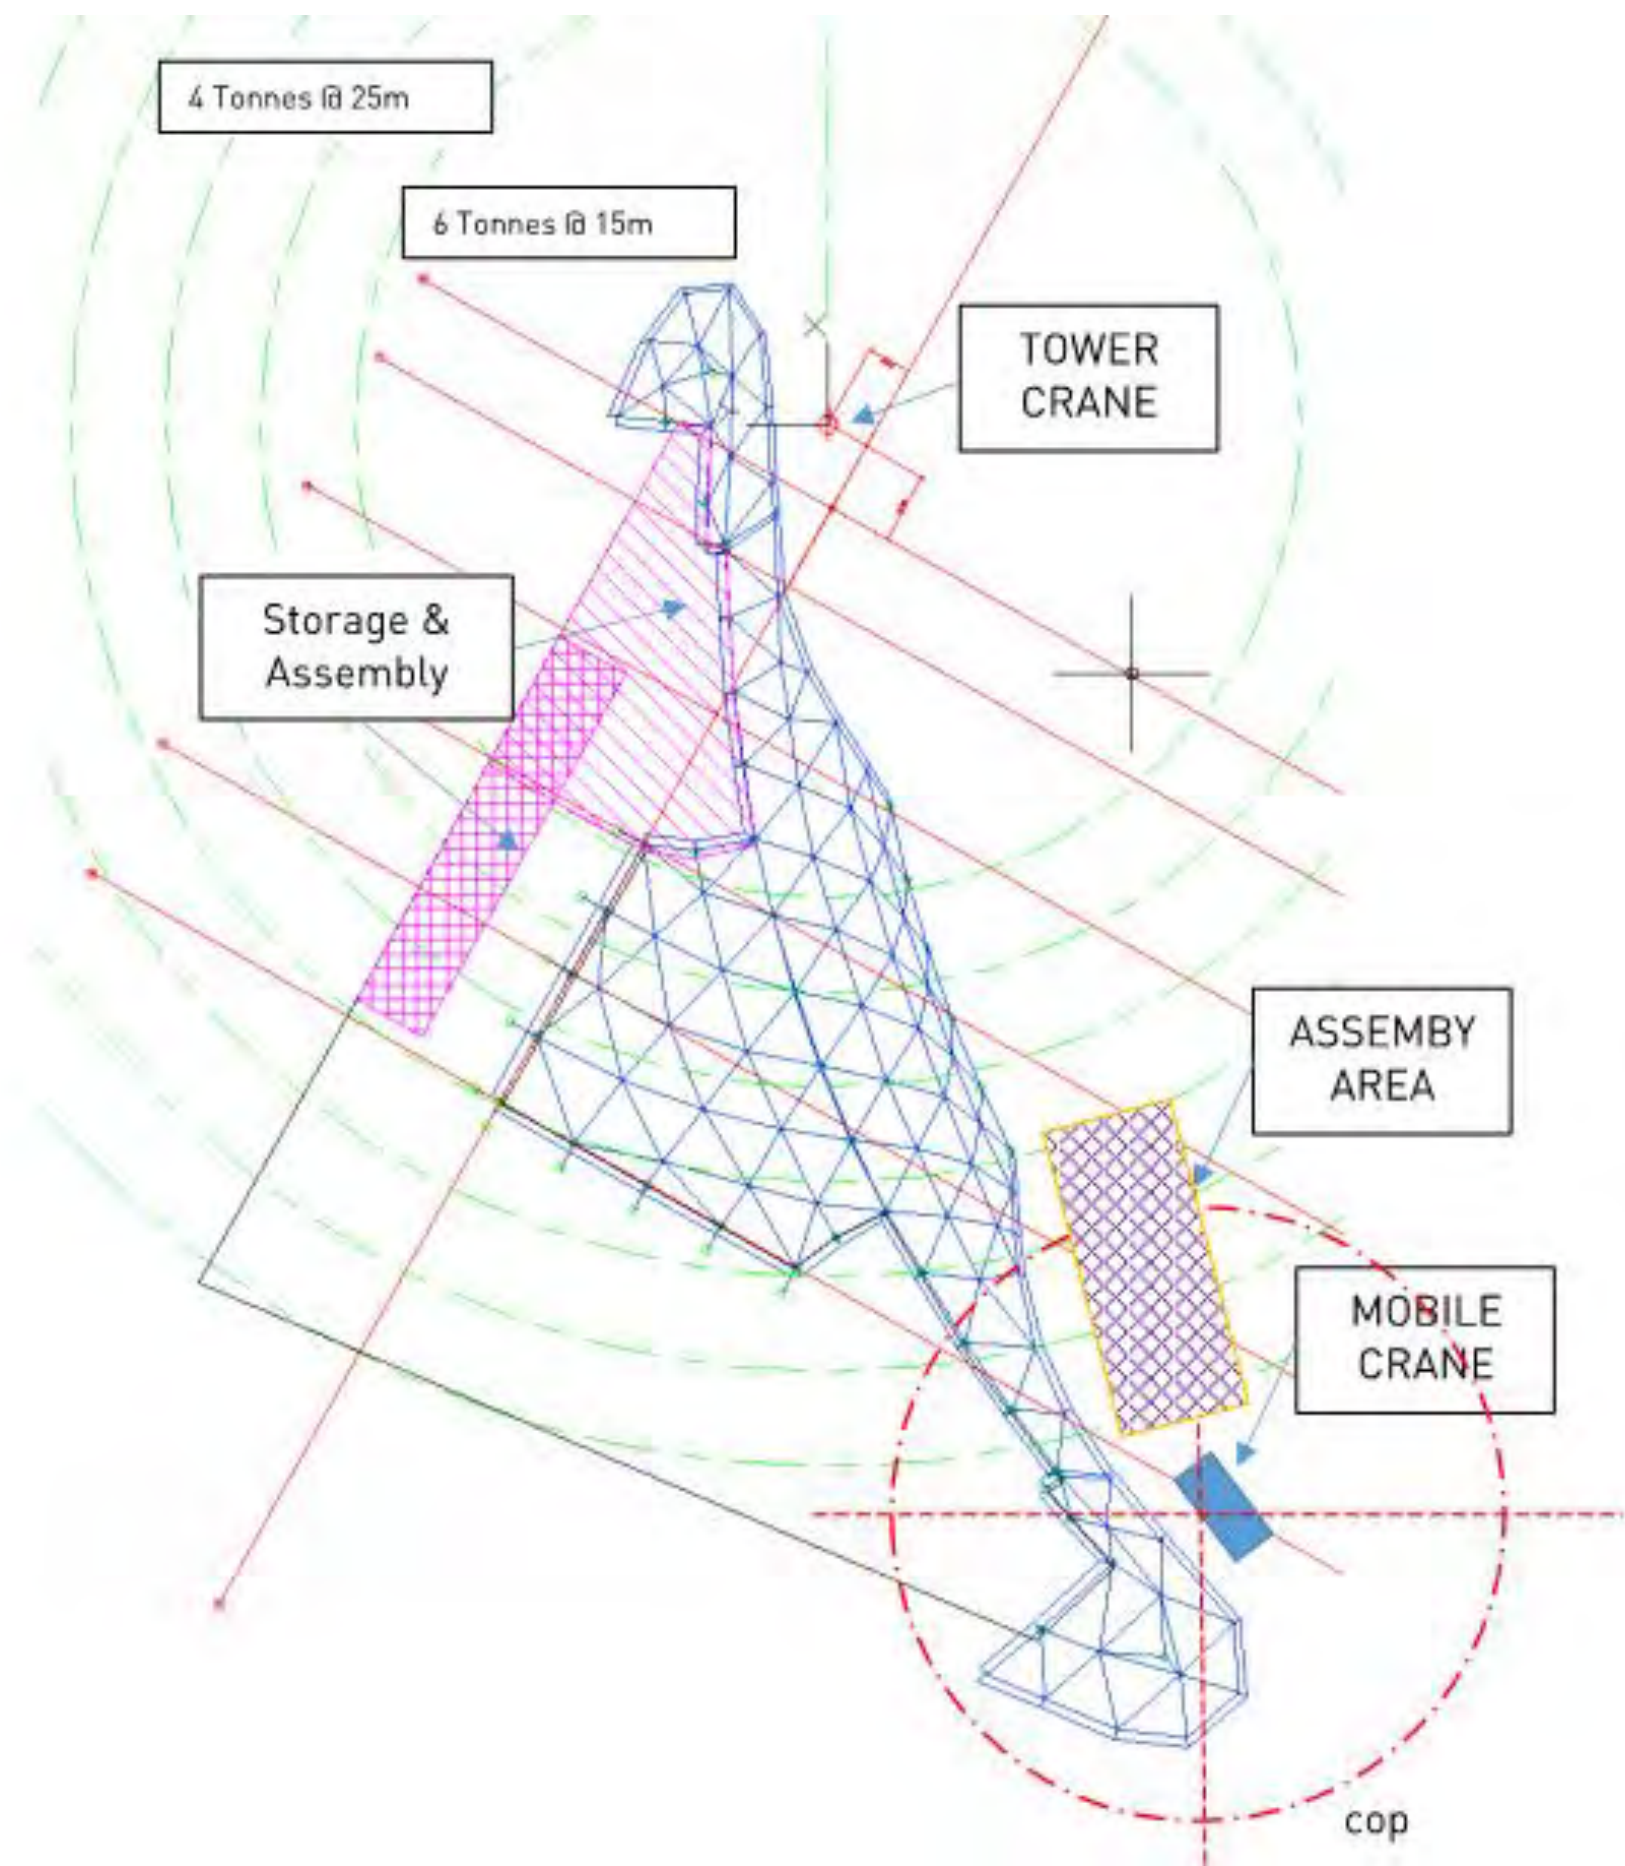 4 Tonnes @ 25m
6 Tonnes @ 15m
TOWER
CRANE
Storage &
Assembly
ASSEMBY
AREA
MOBILE
CRANE
cop